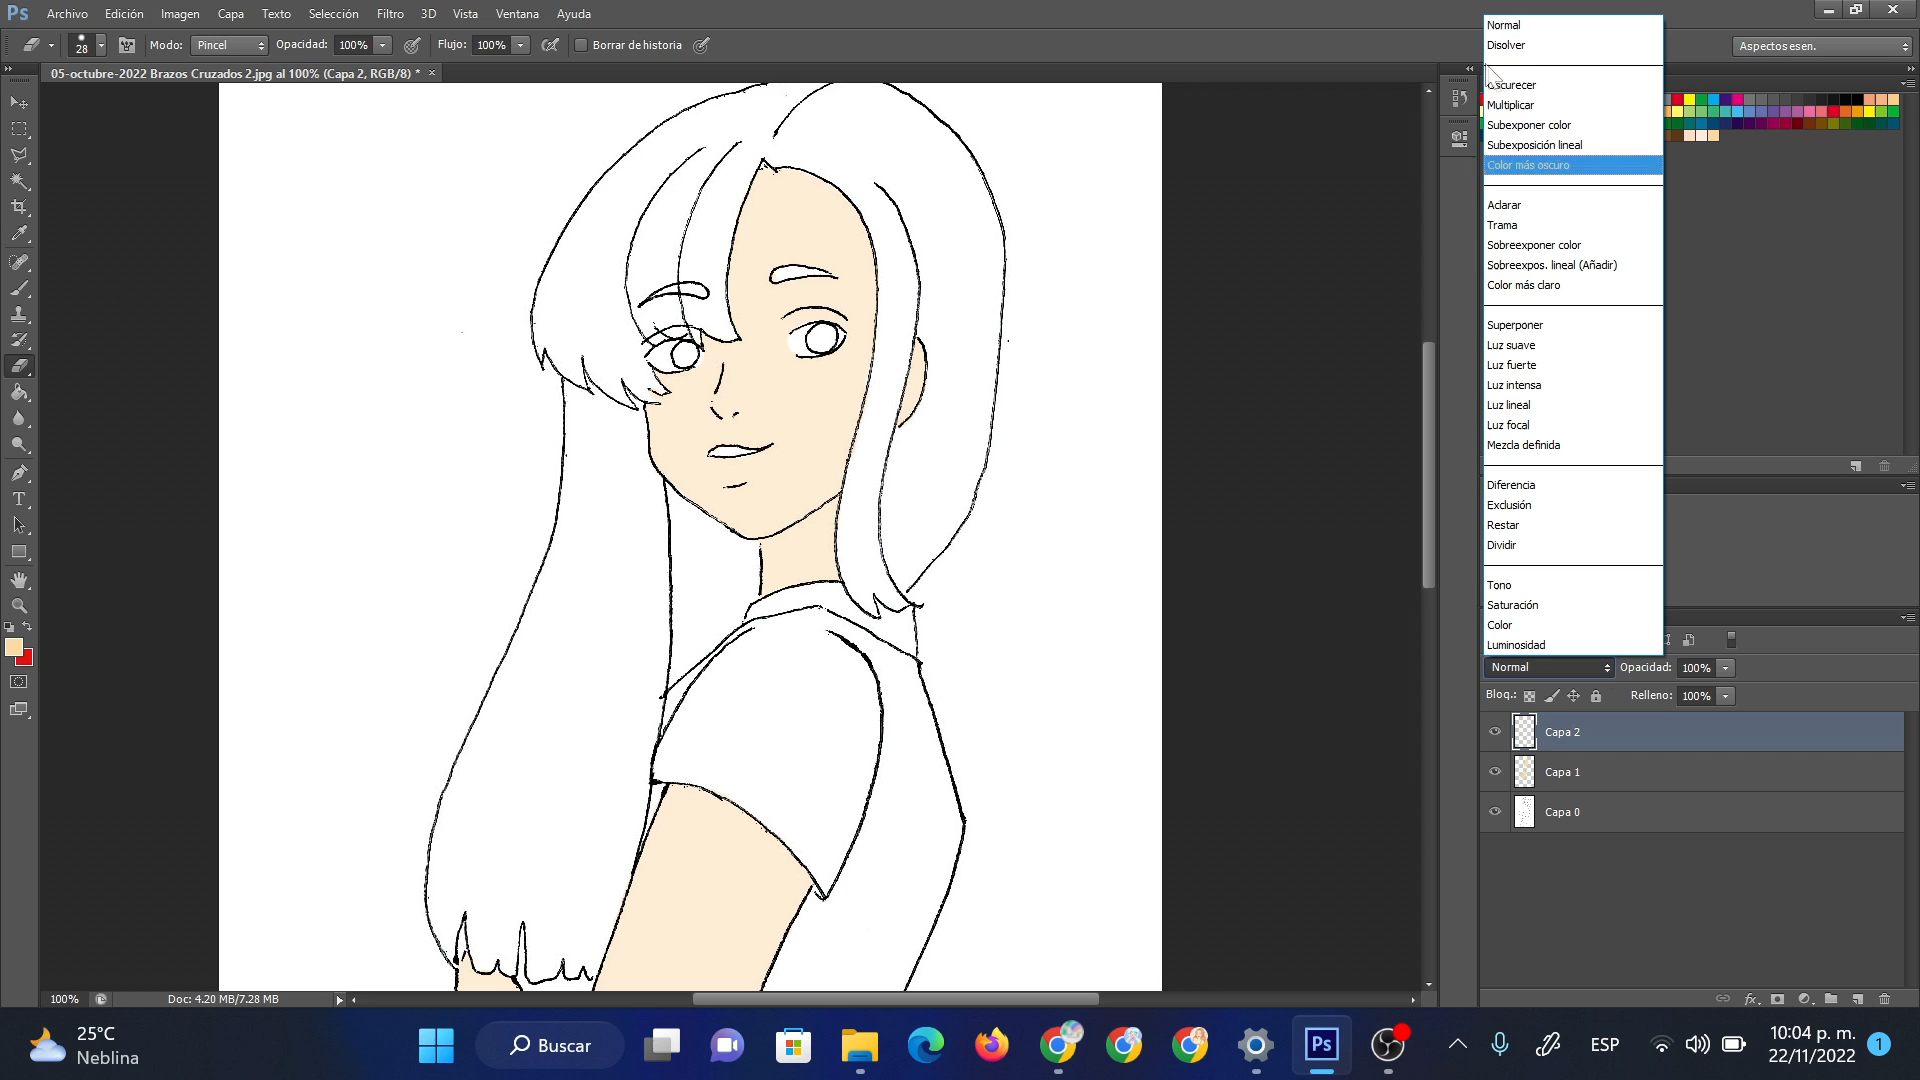 Ps Archivo Edición Imagen Capa Texto Selección Filtro 3D Vista Ventana Ayuda
28 Modo: Pincel Opacidad: 100% Flujo: 100% Borrar de historia Aspectos esen.
05-octubre-2022 Brazos Cruzados 2.jpg al 100% (Capa 2, RGB/8) * ×
Normal
Disolver
Oscurecer
Multiplicar
Subexponer color
Subexposición lineal
Color más oscuro
Aclarar
Trama
Sobreexponer color
Sobreexpos. lineal (Añadir)
Color más claro
Superponer
Luz suave
Luz fuerte
Luz intensa
Luz lineal
Luz focal
Mezcla definida
Diferencia
Exclusión
Restar
Dividir
Tono
Saturación
Color
Luminosidad
Normal Opacidad: 100%
Bloq.: Relleno: 100%
Capa 2
Capa 1
Capa 0
100% Doc: 4.20 MB/7.28 MB
25°C
Neblina
Buscar
Ps
ESP
10:04 p. m.
22/11/2022
1